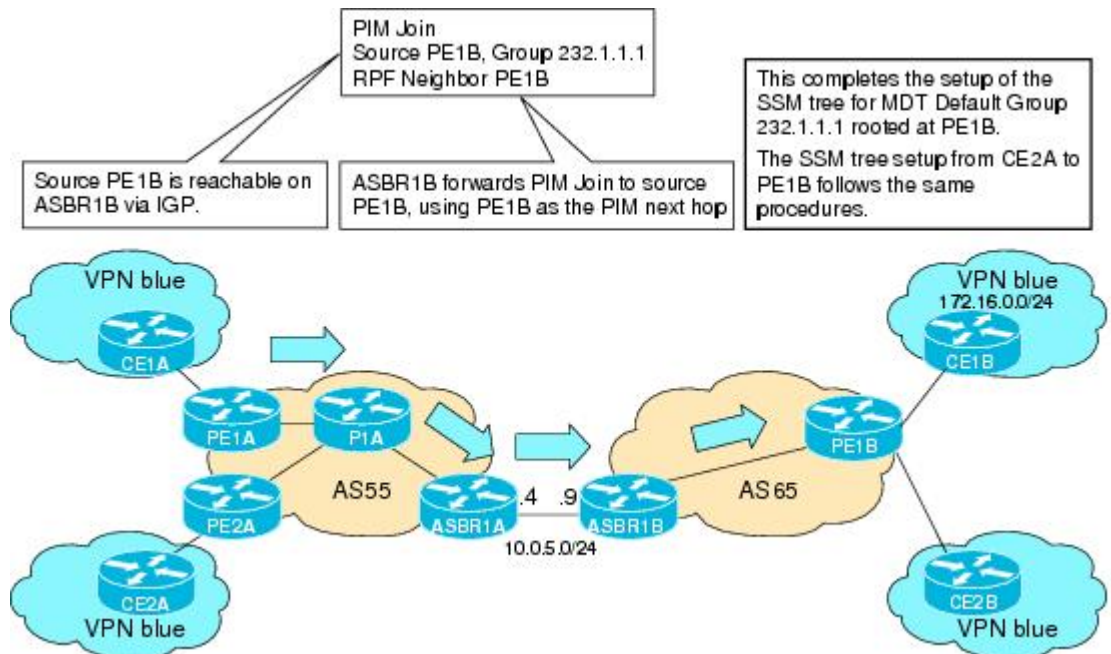 PIM Join
Source PE1B, Group 232.1.1.1
RPF Neighbor PE1B
This completes the setup of the
SSM tree for MDT Default Group
232.1.1.1 rooted at PE1B.
The SSM tree setup from CE2A to
PE1B follows the same
procedures.
Source PE1B is reachable on
ASBR1B via IGP.
ASBR1B forwards PIM Join to source
PE1B, using PE1B as the PIM next hop
VPN blue
CE1A
VPN blue
172.16.0.0/24
CE1B
PE1A
P1A
PE1B
AS55
AS65
PE2A
ASBR1A
.4
.9
ASBR1B
10.0.5.0/24
CE2A
VPN blue
CE2B
VPN blue